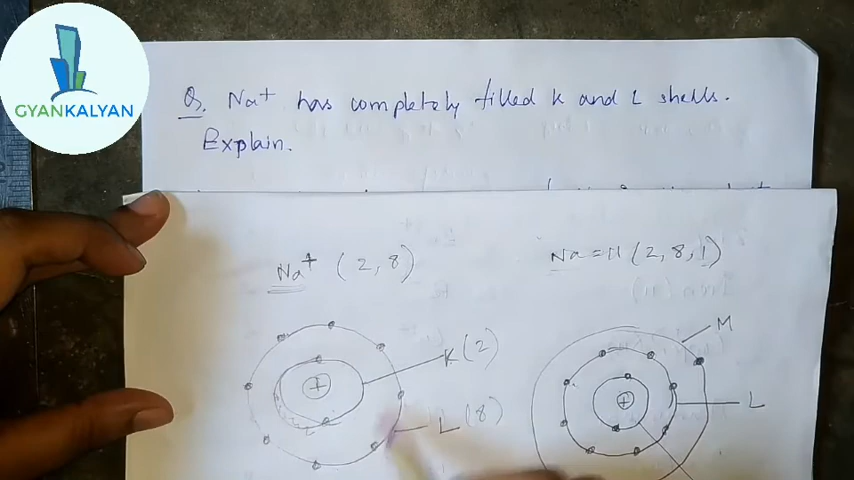 GYANKALYAN
Q. Na+ has completely filled K and L shells.
Explain.
Na+ (2, 8)
Na = 11 (2, 8, 1)
K (2)
L (8)
M
L
+
+